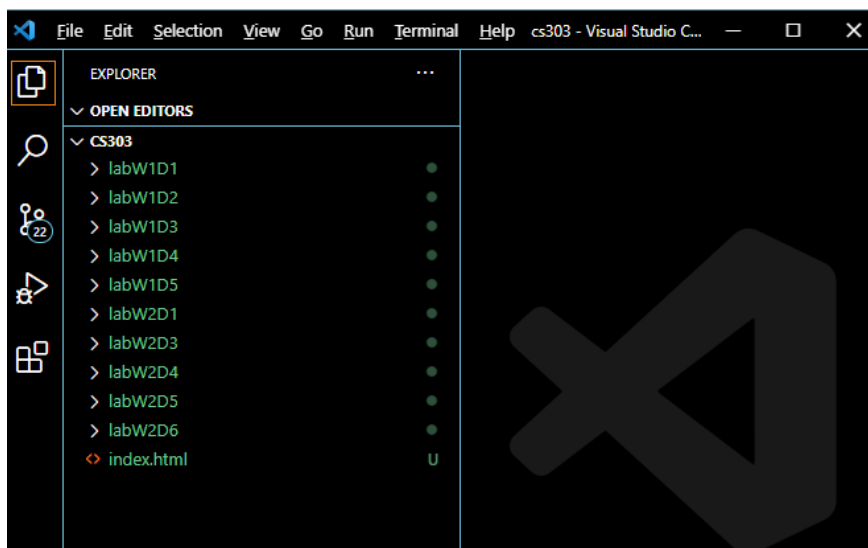 File Edit Selection View Go Run Terminal Help cs303 - Visual Studio C...
EXPLORER
OPEN EDITORS
CS303
labW1D1
labW1D2
labW1D3
labW1D4
labW1D5
labW2D1
labW2D3
labW2D4
labW2D5
labW2D6
index.html U
22